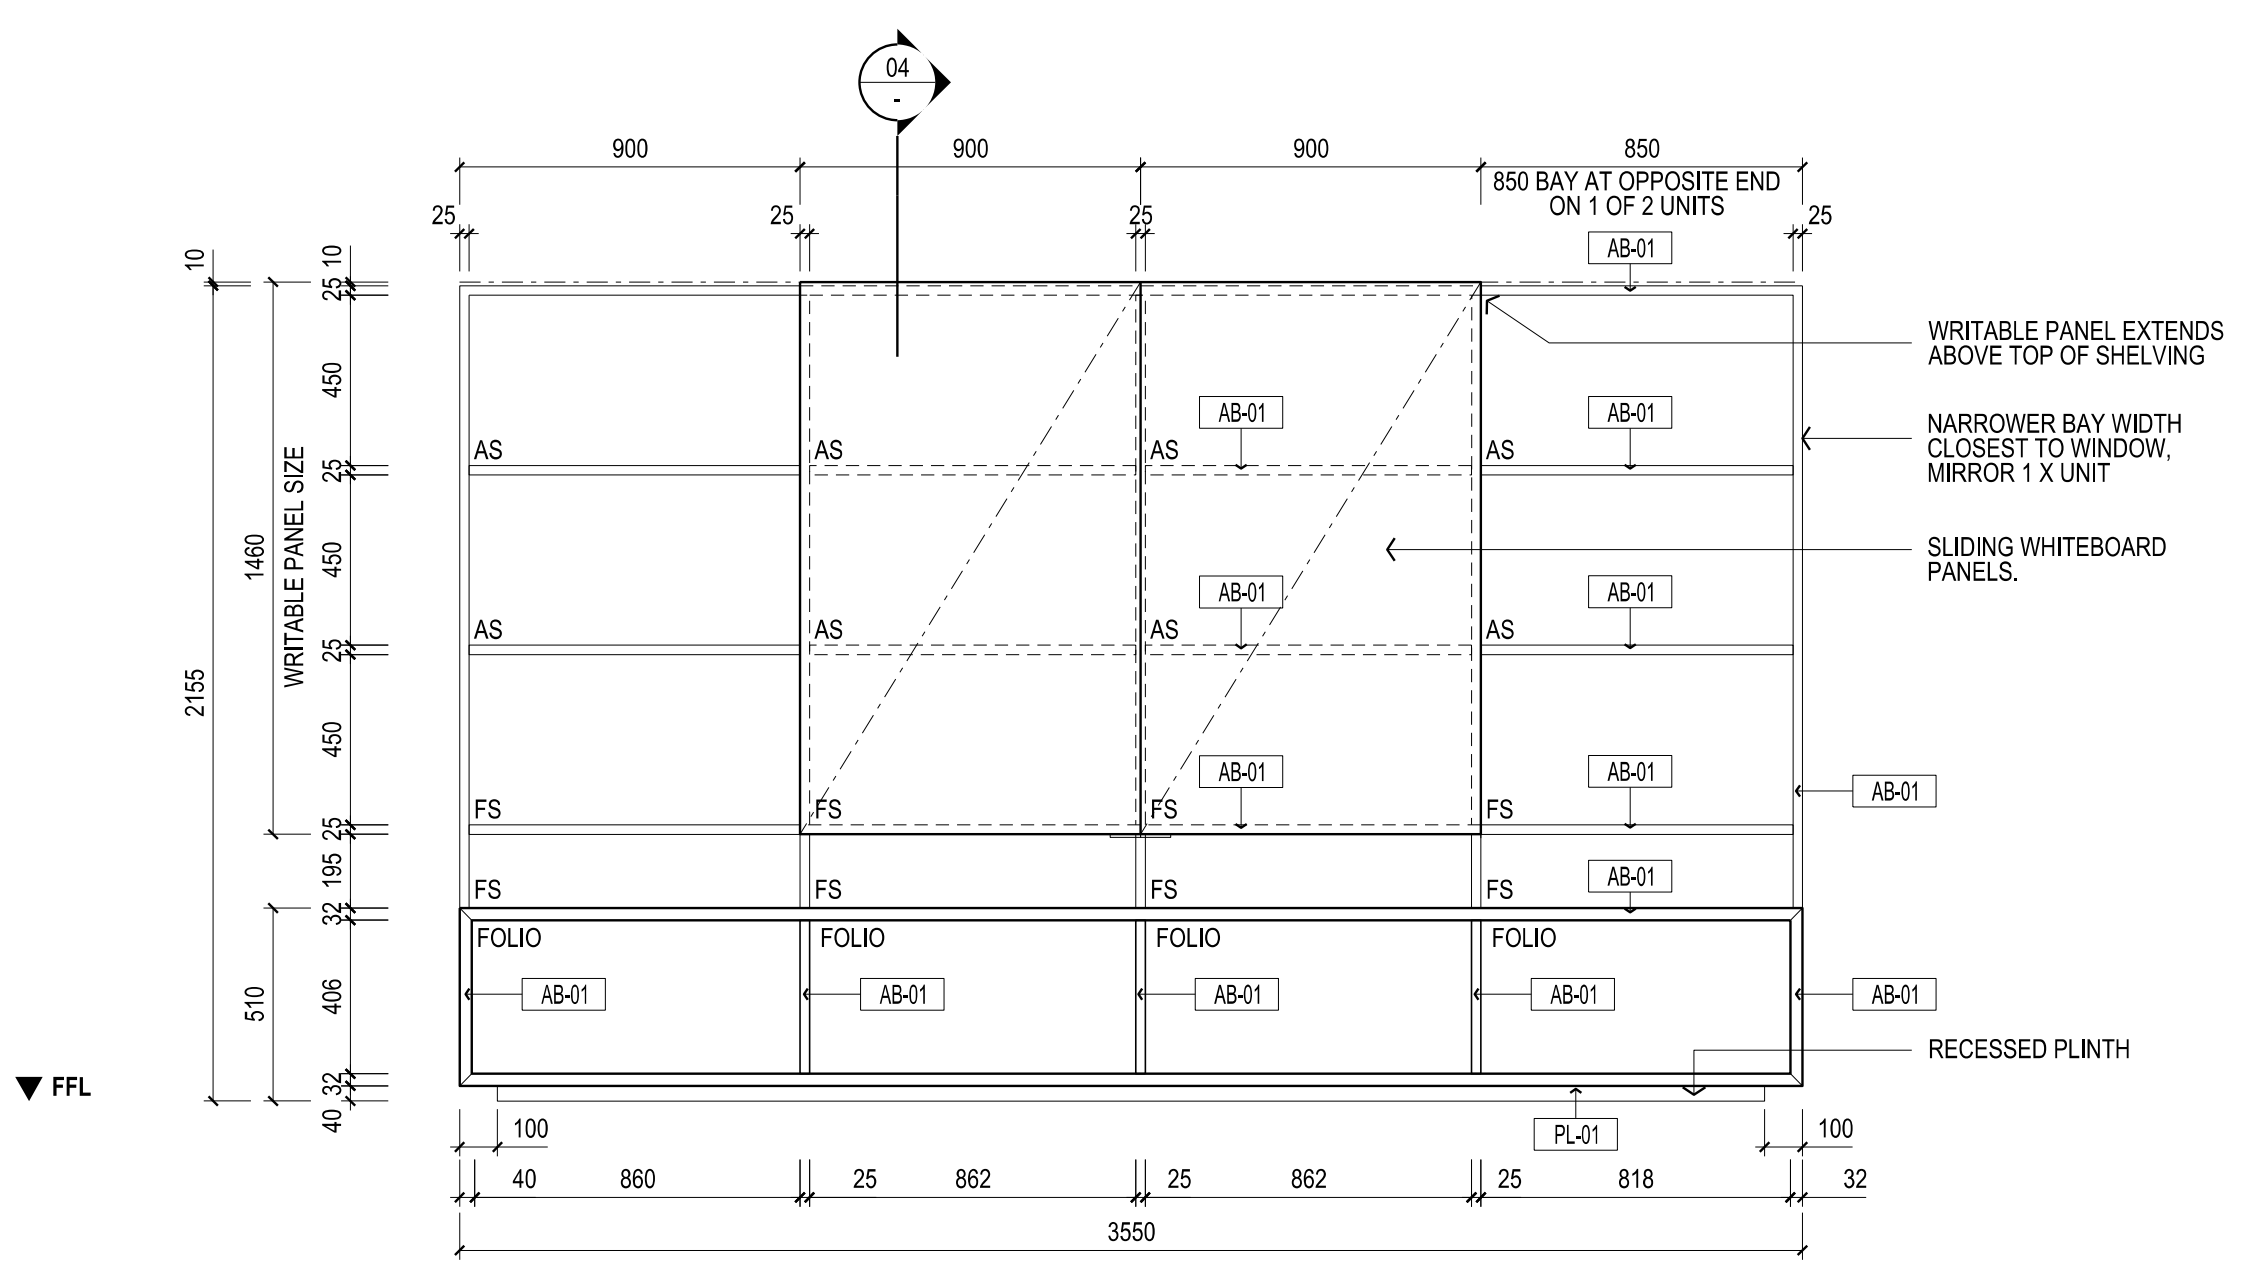 04
-
900
900
900
850
850 BAY AT OPPOSITE END
ON 1 OF 2 UNITS
25
25
25
25
AB-01
10
10
25
450
25
450
25
450
25
195
32
406
32
40
1460
WRITABLE PANEL SIZE
2155
510
WRITABLE PANEL EXTENDS
ABOVE TOP OF SHELVING
AB-01
AB-01
NARROWER BAY WIDTH
CLOSEST TO WINDOW,
MIRROR 1 X UNIT
AS
AS
AS
AS
SLIDING WHITEBOARD
PANELS.
AB-01
AB-01
AS
AS
AS
AS
AB-01
AB-01
AB-01
FS
FS
FS
FS
AB-01
FS
FS
FS
FS
FOLIO
FOLIO
FOLIO
FOLIO
AB-01
AB-01
AB-01
AB-01
AB-01
RECESSED PLINTH
FFL
PL-01
100
100
40
860
25
862
25
862
25
818
32
3550